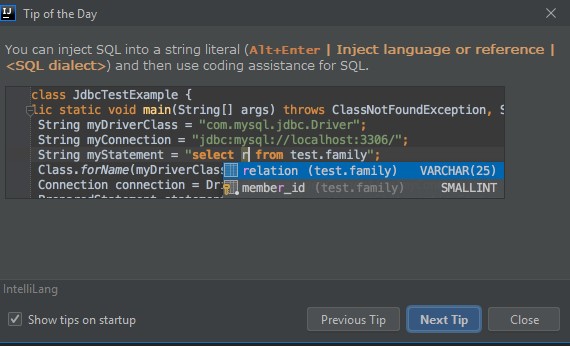 IJ Tip of the Day
You can inject SQL into a string literal (Alt+Enter | Inject language or reference |
<SQL dialect>) and then use coding assistance for SQL.
class JdbcTestExample {
lic static void main(String[] args) throws ClassNotFoundException, S
String myDriverClass = "com.mysql.jdbc.Driver";
String myConnection = "jdbc:mysql://localhost:3306/";
String myStatement = "select r from test.family";
Class.forName(myDriverClas
relation (test.family) VARCHAR(25)
Connection connection = Dri
member_id (test.family) SMALLINT
IntelliLang
Show tips on startup
Previous Tip Next Tip Close